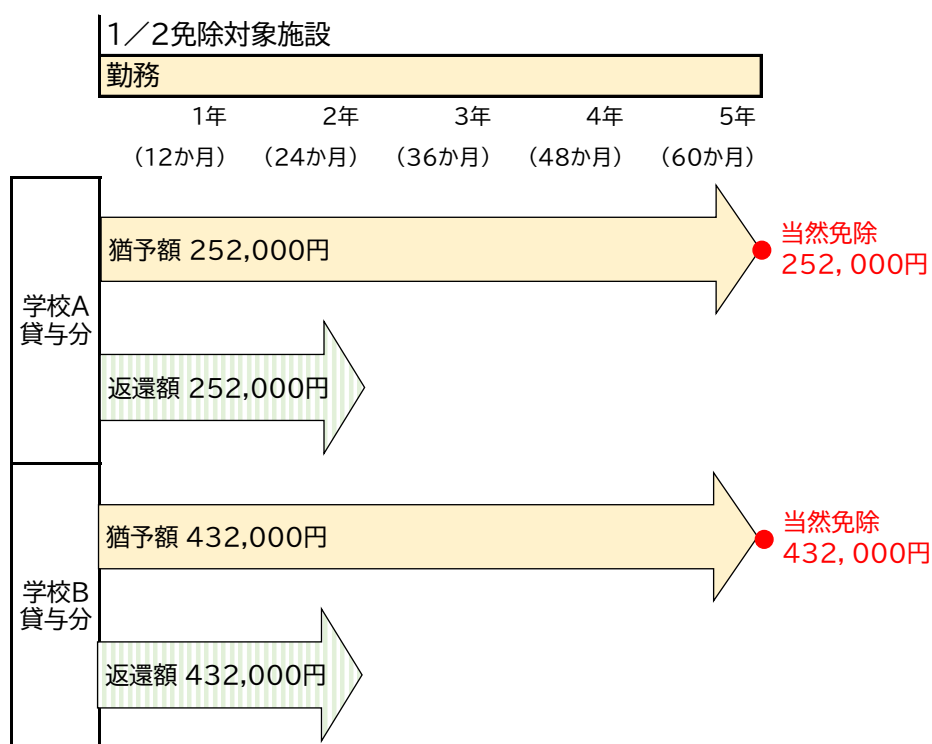 1／2免除対象施設
勤務
1年 2年 3年 4年 5年
（12か月） （24か月） （36か月） （48か月） （60か月）
学校A
貸与分
猶予額 252,000円
当然免除
252，000円
返還額 252,000円
学校B
貸与分
猶予額 432,000円
当然免除
432，000円
返還額 432,000円